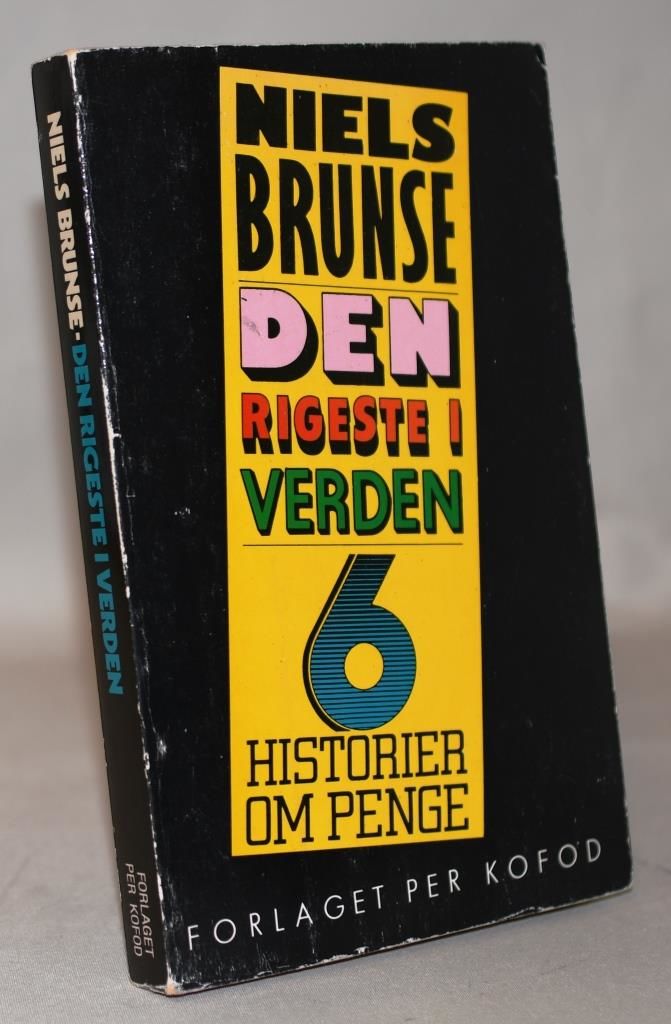 NIELS BRUNSE - DEN RIGESTE I VERDEN
FORLAGET
PER KOFOD
NIELS
BRUNSE
DEN
RIGESTE I
VERDEN
6
HISTORIER
OM PENGE
FORLAGET PER KOFOD